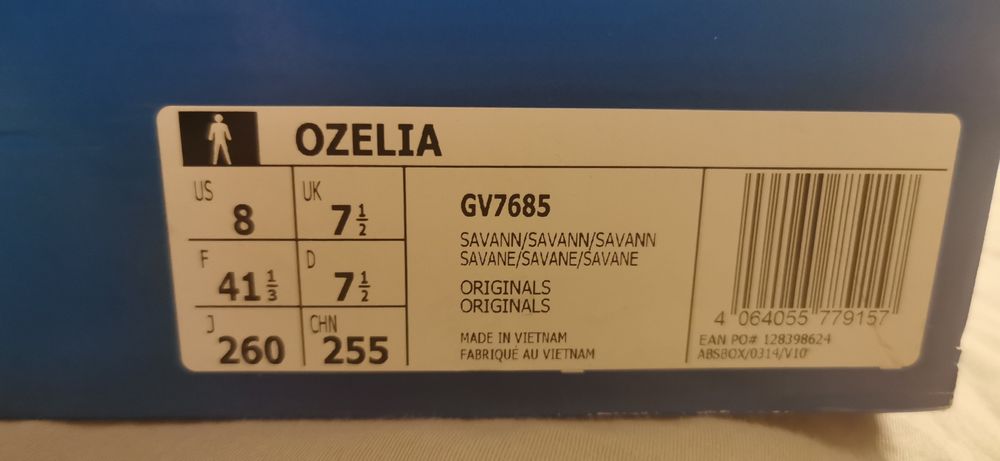 OZELIA
US 8 UK 7 1/2
F 41 1/3 D 7 1/2
J 260 CHN 255
GV7685
SAVANN/SAVANN/SAVANN
SAVANE/SAVANE/SAVANE
ORIGINALS
ORIGINALS
MADE IN VIETNAM
FABRIQUÉ AU VIETNAM
4 064055 779157
EAN PO# 128398624
ABSBOX/0314/V10